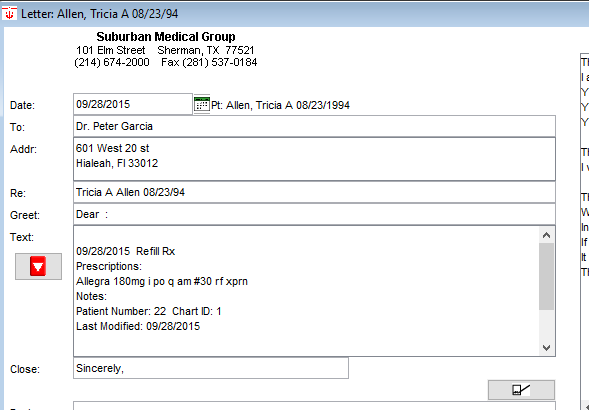 Letter: Allen, Tricia A 08/23/94
Suburban Medical Group
101 Elm Street Sherman, TX 77521
(214) 674-2000 Fax (281) 537-0184
Date: 09/28/2015 Pt: Allen, Tricia A 08/23/1994
To: Dr. Peter Garcia
Addr: 601 West 20 st
Hialeah, Fl 33012
Re: Tricia A Allen 08/23/94
Greet: Dear :
Text:
09/28/2015 Refill Rx
Prescriptions:
Allegra 180mg i po q am #30 rf xprn
Notes:
Patient Number: 22 Chart ID: 1
Last Modified: 09/28/2015
Close: Sincerely,